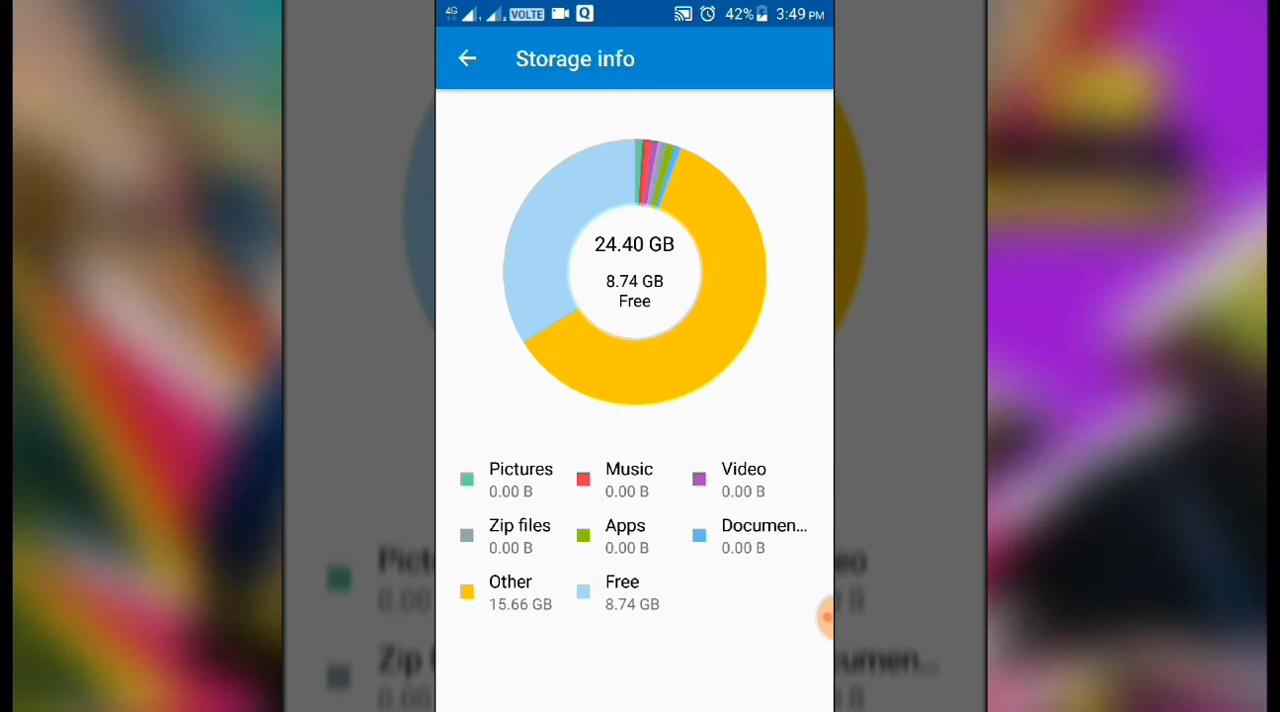 4G VOLTE Q 42% 3:49 PM
Storage info
24.40 GB
8.74 GB
Free
Pictures Music Video
0.00 B 0.00 B 0.00 B
Zip files Apps Documen...
0.00 B 0.00 B 0.00 B
Other Free
15.66 GB 8.74 GB